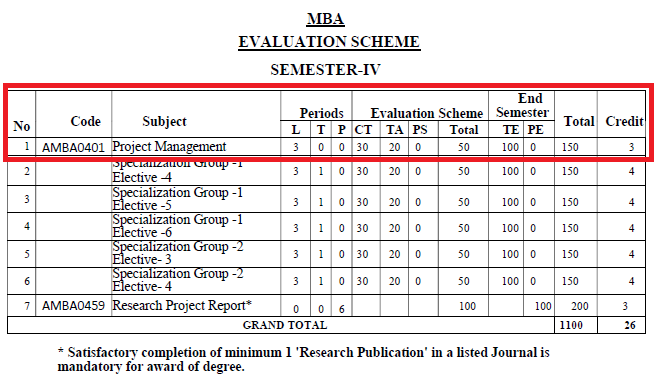 MBA
EVALUATION SCHEME
SEMESTER-IV
No Code Subject Periods Evaluation Scheme End Semester Total Credit
L T P CT TA PS Total TE PE
1 AMBA0401 Project Management 3 0 0 30 20 0 50 100 0 150 3
2 Specialization Group -1
Elective -4 3 1 0 30 20 0 50 100 0 150 4
3 Specialization Group -1
Elective -5 3 1 0 30 20 0 50 100 0 150 4
4 Specialization Group -1
Elective -6 3 1 0 30 20 0 50 100 0 150 4
5 Specialization Group -2
Elective- 3 3 1 0 30 20 0 50 100 0 150 4
6 Specialization Group -2
Elective- 4 3 1 0 30 20 0 50 100 0 150 4
7 AMBA0459 Research Project Report* 0 0 6 100 100 200 3
GRAND TOTAL 1100 26
* Satisfactory completion of minimum 1 'Research Publication' in a listed Journal is
mandatory for award of degree.